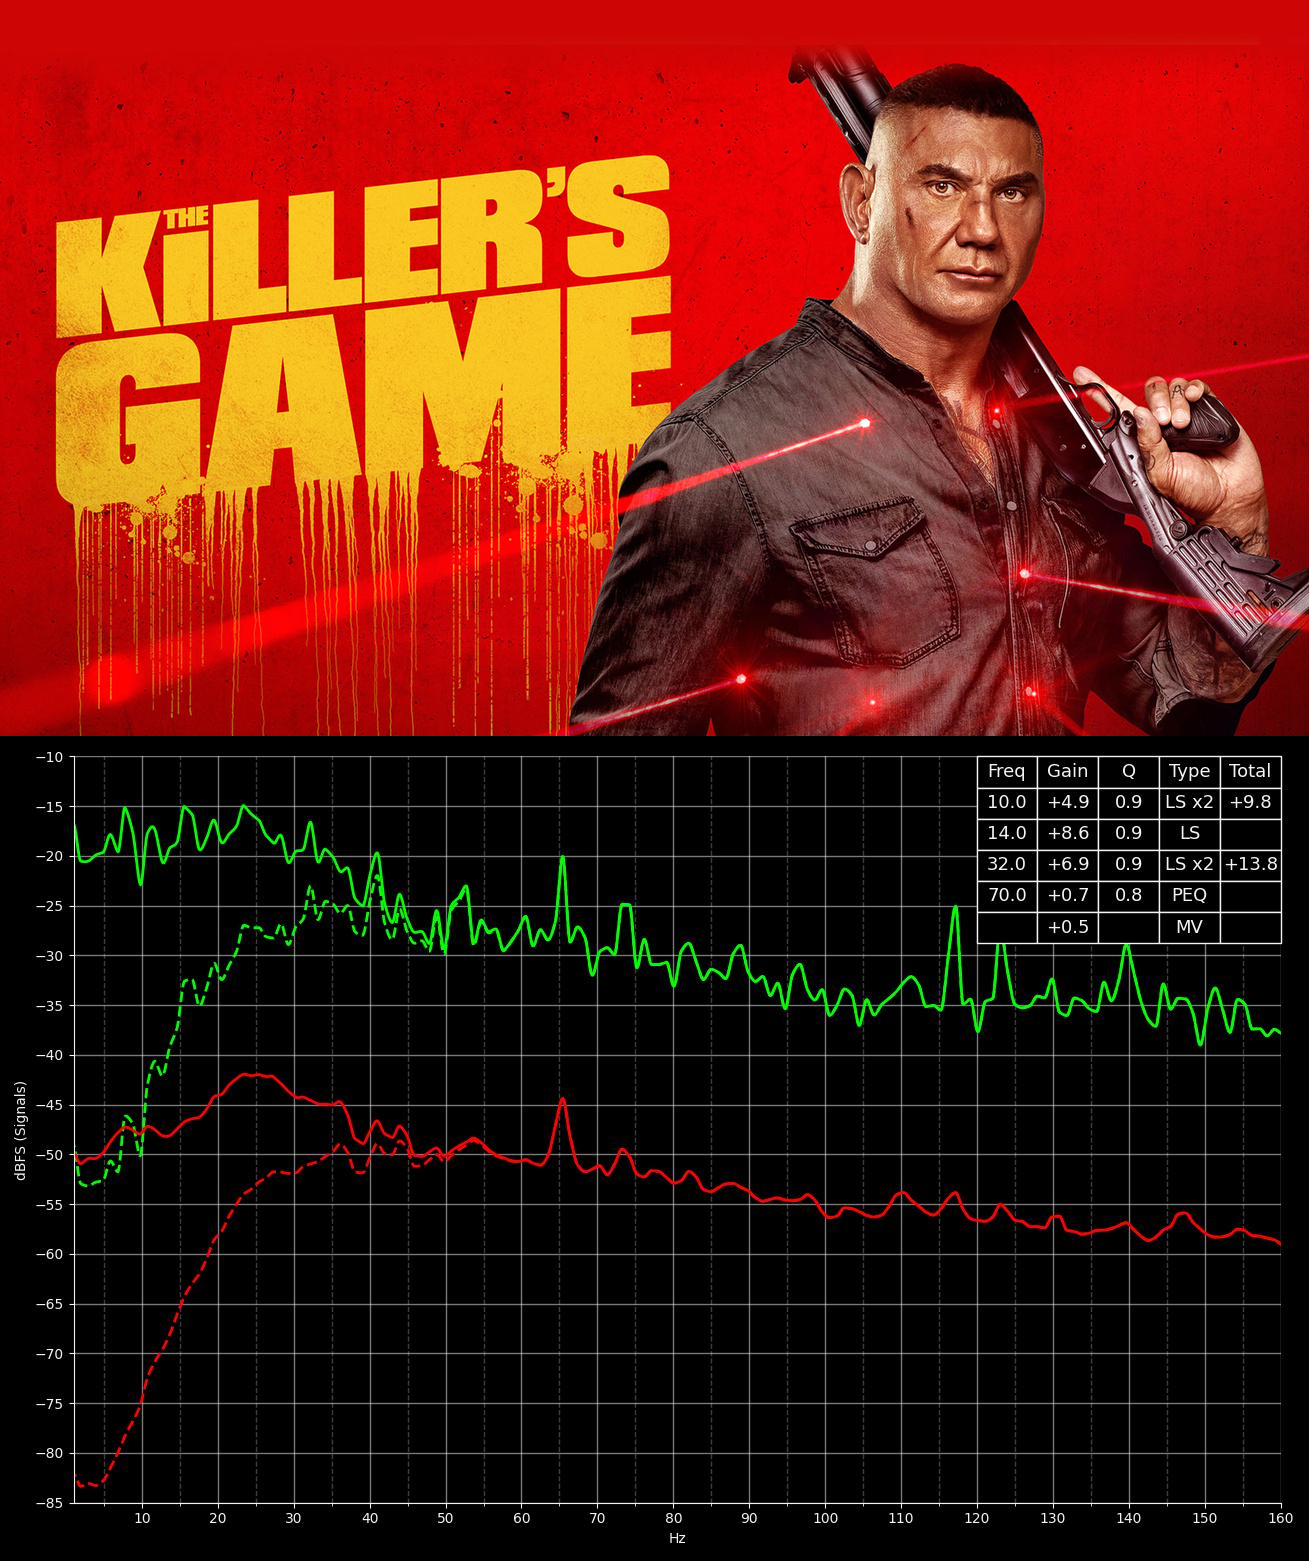 THE
KiLLER'S
GAME
Freq Gain Q Type Total
10.0 +4.9 0.9 LS x2 +9.8
14.0 +8.6 0.9 LS
32.0 +6.9 0.9 LS x2 +13.8
70.0 +0.7 0.8 PEQ
+0.5 MV
−10
−15
−20
−25
−30
−35
−40
−45
−50
−55
−60
−65
−70
−75
−80
−85
dBFS (Signals)
10 20 30 40 50 60 70 80 90 100 110 120 130 140 150 160
Hz